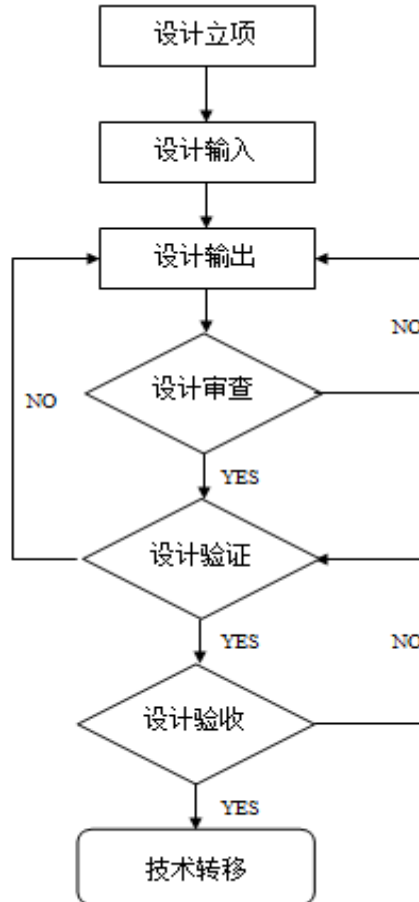 设计立项
设计输入
设计输出
NO
设计审查
NO
YES
设计验证
YES
NO
设计验收
YES
技术转移